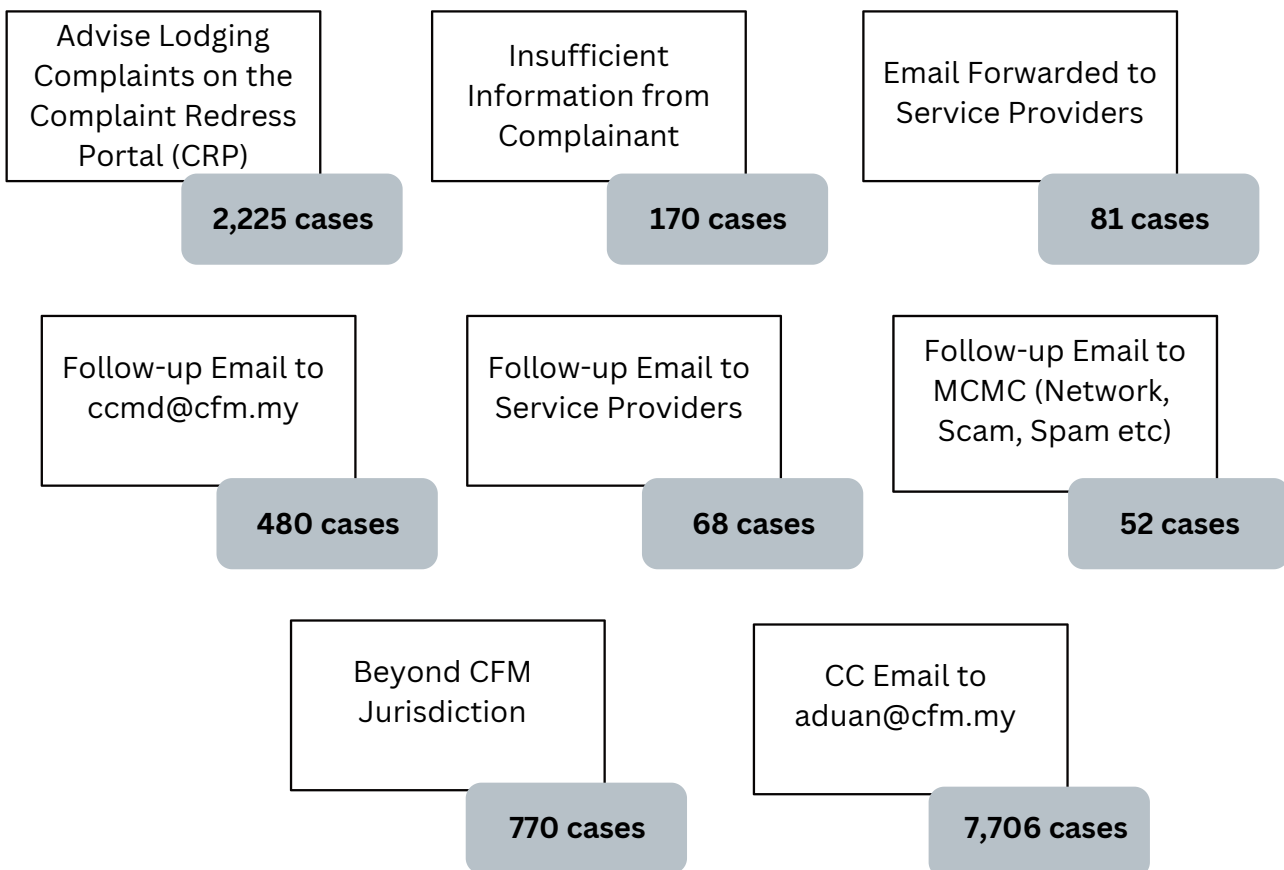 Advise Lodging
Complaints on the
Complaint Redress
Portal (CRP)
2,225 cases
Insufficient
Information from
Complainant
170 cases
Email Forwarded to
Service Providers
81 cases
Follow-up Email to
ccmd@cfm.my
480 cases
Follow-up Email to
Service Providers
68 cases
Follow-up Email to
MCMC (Network,
Scam, Spam etc)
52 cases
Beyond CFM
Jurisdiction
770 cases
CC Email to
aduan@cfm.my
7,706 cases